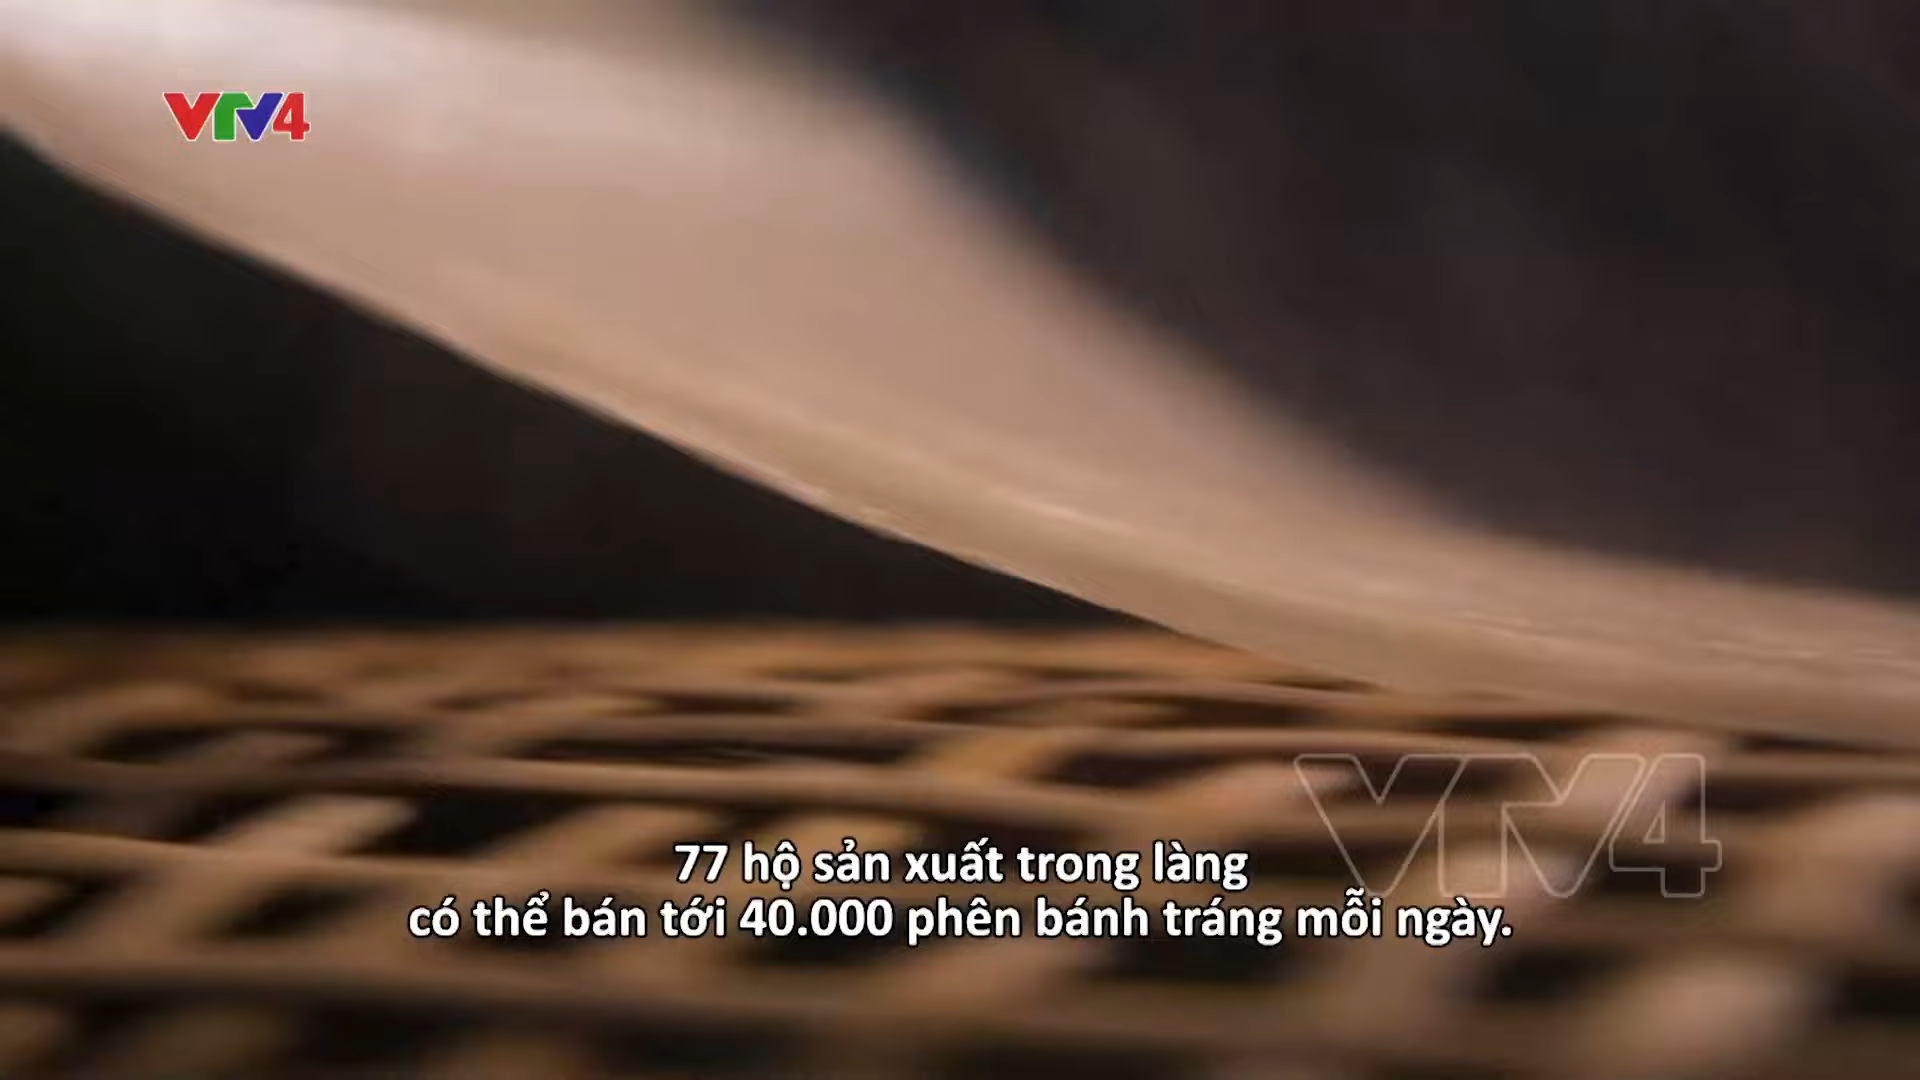 VTV4
77 hộ sản xuất trong làng
có thể bán tới 40.000 phên bánh tráng mỗi ngày.
VTV4